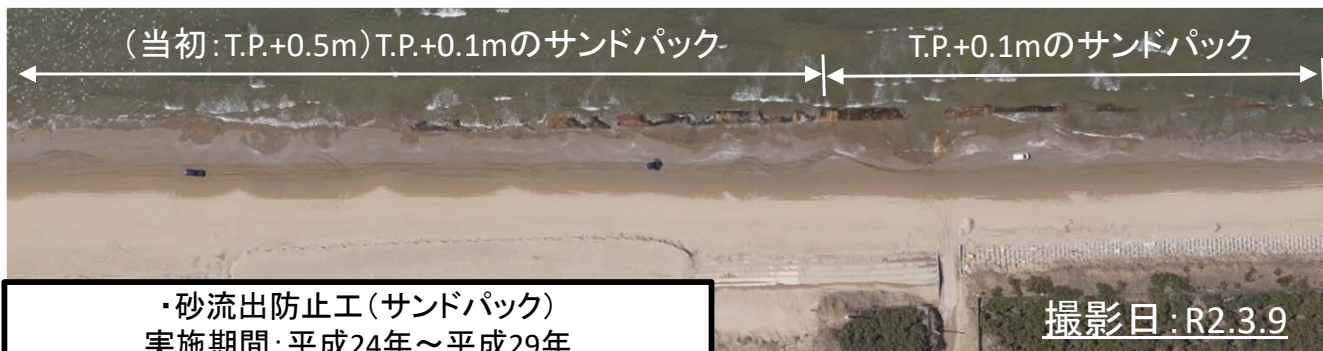 （当初：T.P.+0.5m）T.P.+0.1mのサンドパック
T.P.+0.1mのサンドパック
・砂流出防止工（サンドパック）
実施期間：平成24年～平成29年
撮影日：R2.3.9